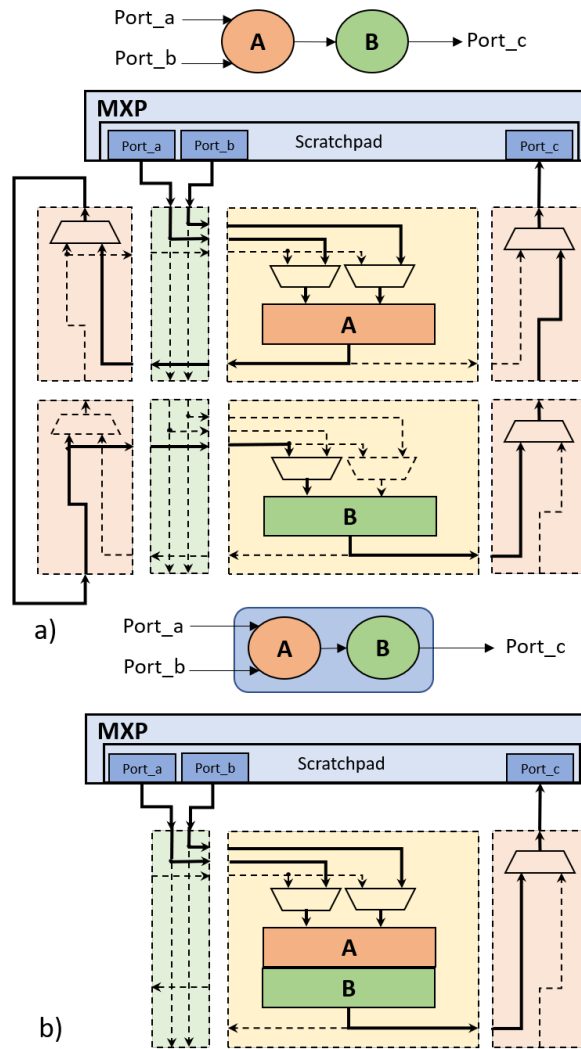 Port_a
A
B
Port_c
Port_b
MXP
Port_a
Port_b
Scratchpad
Port_c
A
B
a)
Port_a
A
B
Port_c
Port_b
MXP
Port_a
Port_b
Scratchpad
Port_c
A
B
b)